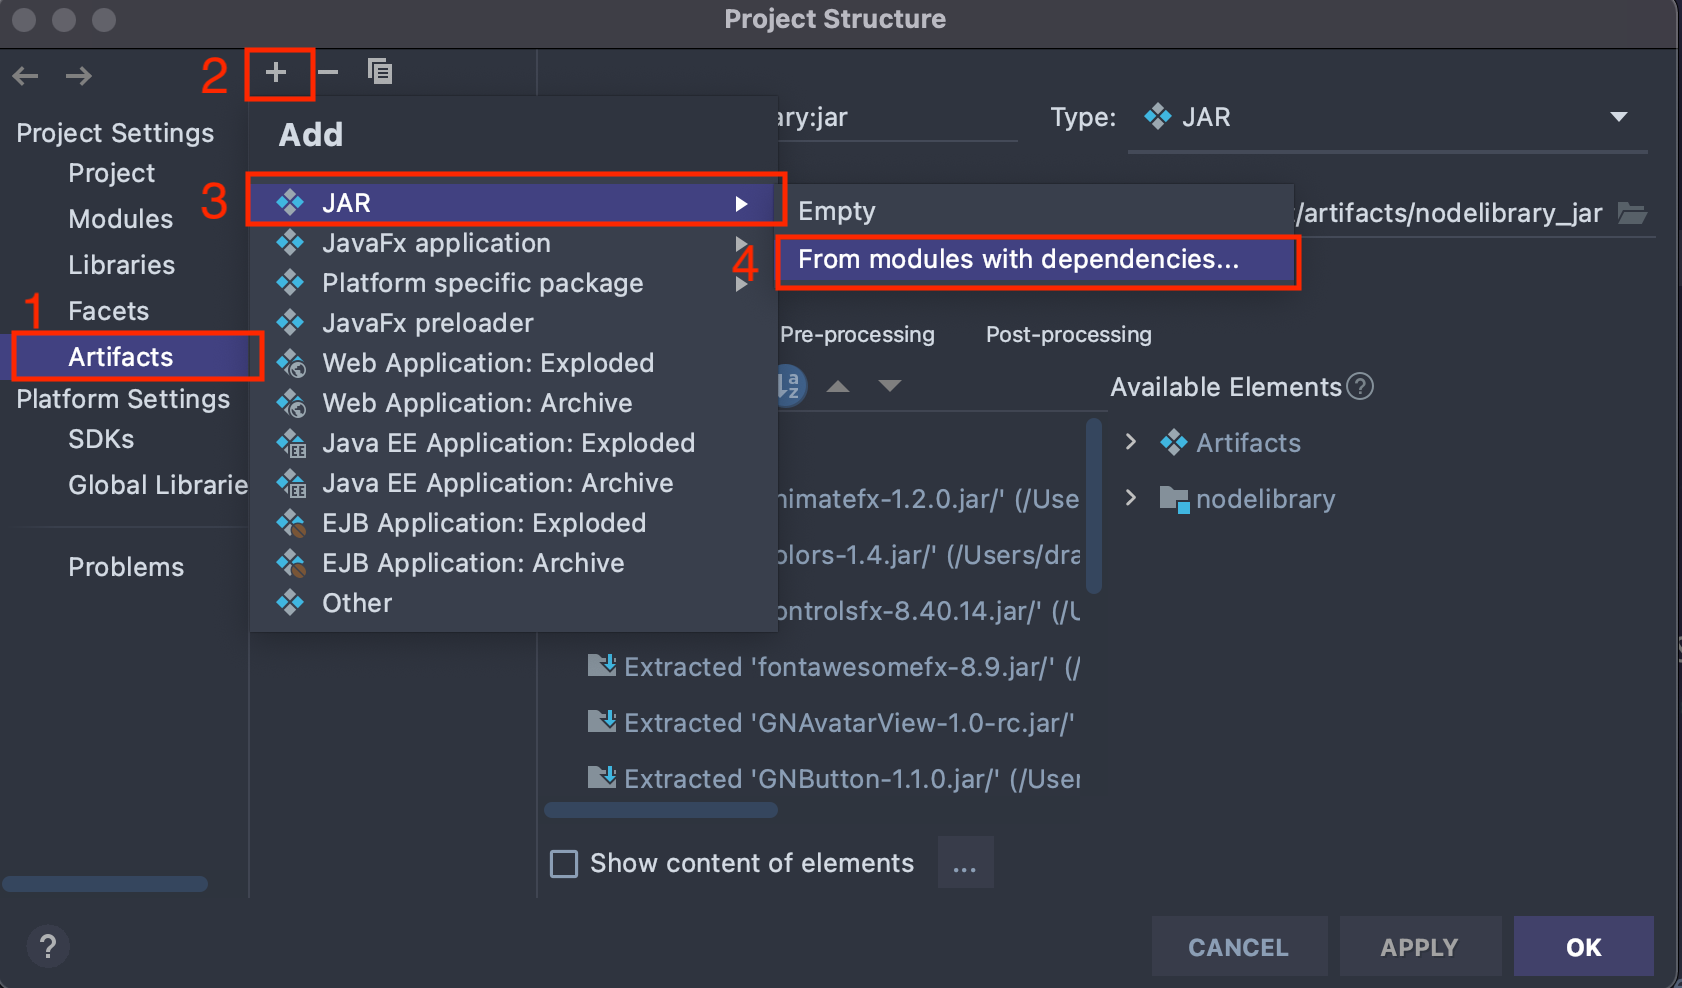 Project Structure
2
Project Settings
Project
Modules
Libraries
Facets
1
Artifacts
Platform Settings
SDKs
Global Librarie
Problems
Add
3
JAR
JavaFx application
Platform specific package
JavaFx preloader
Web Application: Exploded
Web Application: Archive
Java EE Application: Exploded
Java EE Application: Archive
EJB Application: Exploded
EJB Application: Archive
Other
Empty
4
From modules with dependencies...
ary:jar
Type: JAR
:/artifacts/nodelibrary_jar
Pre-processing Post-processing
a
z
Available Elements ?
Artifacts
nodelibrary
nimatefx-1.2.0.jar/' (/Use
olors-1.4.jar/' (/Users/dra
ontrolsfx-8.40.14.jar/' (/U
Extracted 'fontawesomefx-8.9.jar/' (/
Extracted 'GNAvatarView-1.0-rc.jar/'
Extracted 'GNButton-1.1.0.jar/' (/User
Show content of elements ...
? CANCEL APPLY OK